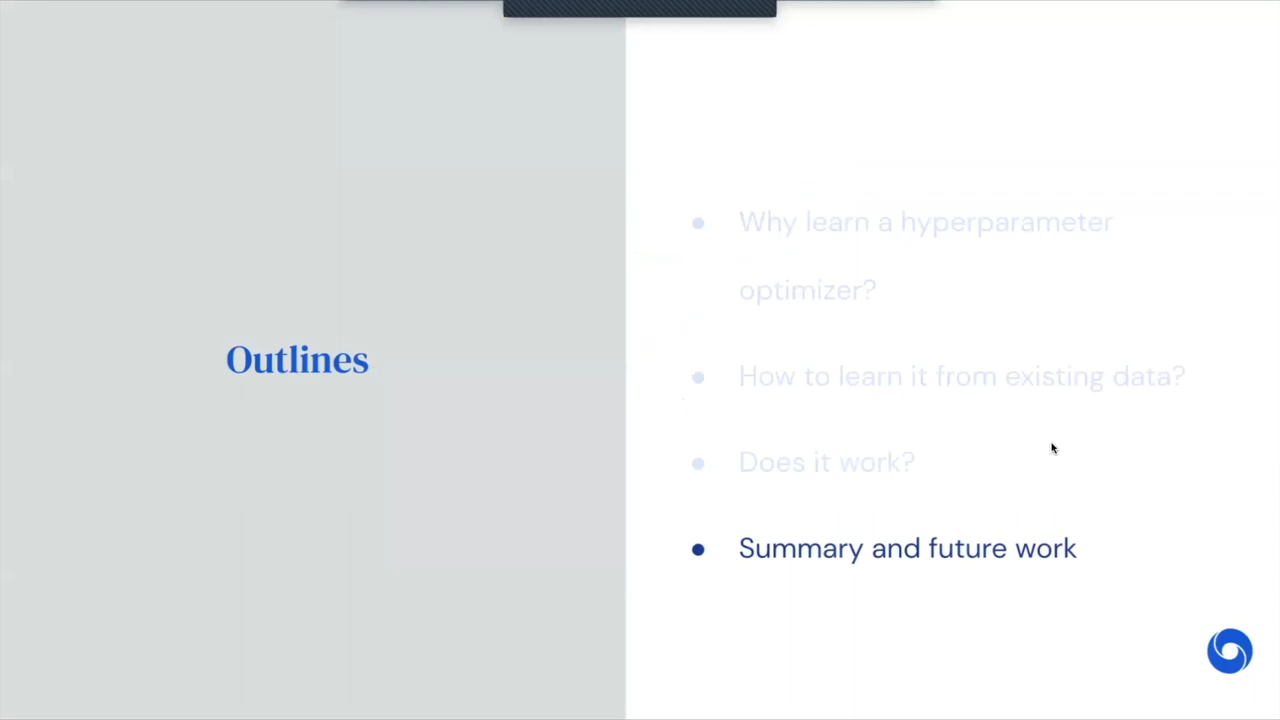 Outlines
● Why learn a hyperparameter
optimizer?
● How to learn it from existing data?
● Does it work?
● Summary and future work